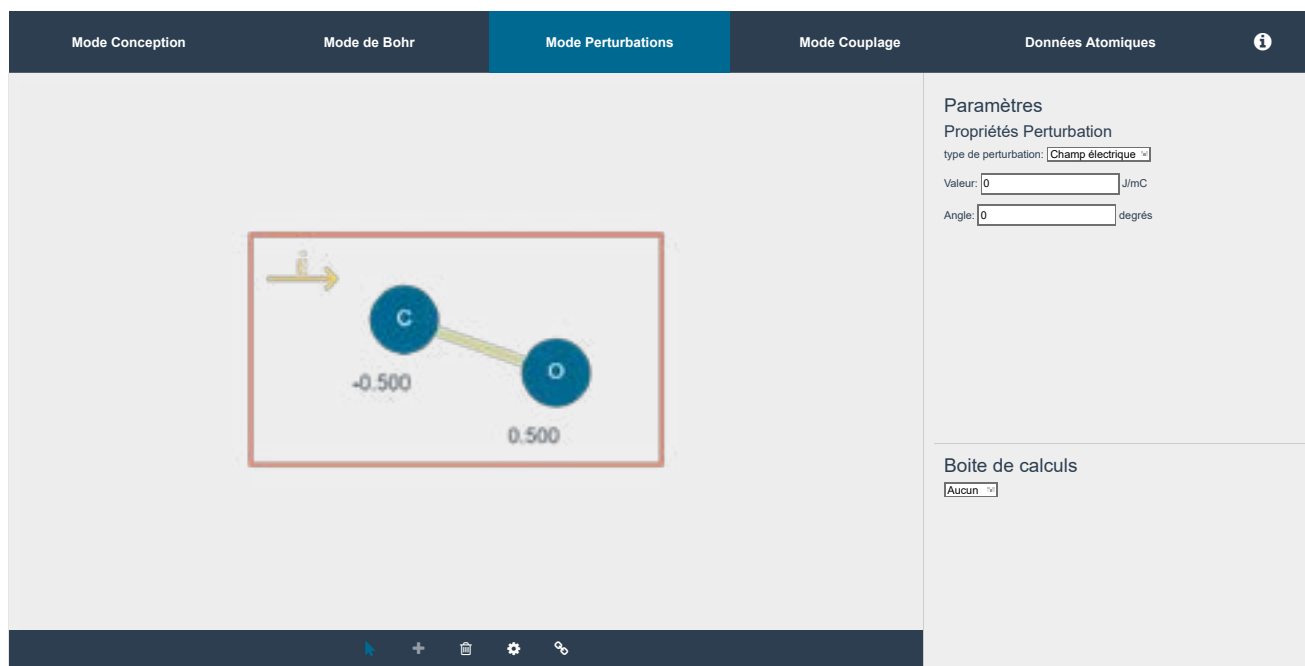 Mode Conception Mode de Bohr Mode Perturbations Mode Couplage Données Atomiques
Paramètres
Propriétés Perturbation
type de perturbation: Champ électrique
Valeur: 0 J/mC
Angle: 0 degrés
C
-0.500
O
0.500
Boite de calculs
Aucun